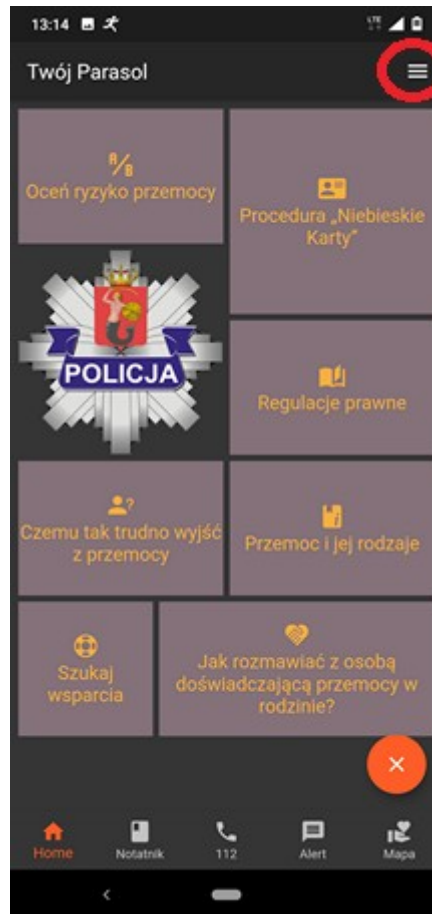 13:14
LTE
Twój Parasol
Oceń ryzyko przemocy
Procedura „Niebieskie
Karty”
POLICJA
Regulacje prawne
Czemu tak trudno wyjść
z przemocy
Przemoc i jej rodzaje
Szukaj
wsparcia
Jak rozmawiać z osobą
doświadczającą przemocy w
rodzinie?
Home
Notatnik
112
Alert
Mapa